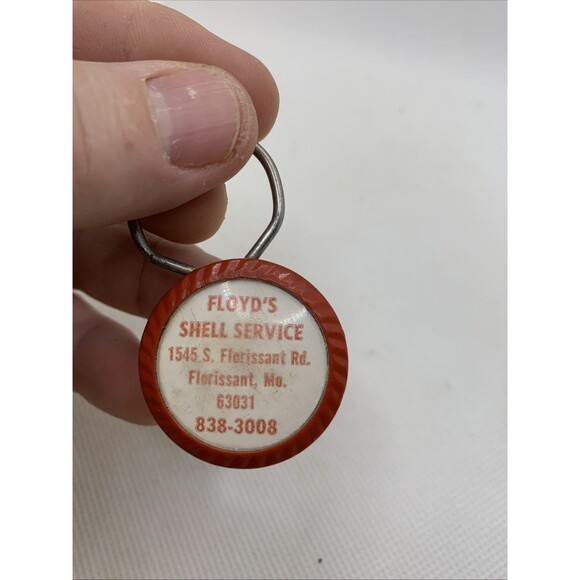 FLOYD'S
SHELL SERVICE
1545 S. Florissant Rd.
Florissant, Mo.
63031
838-3008